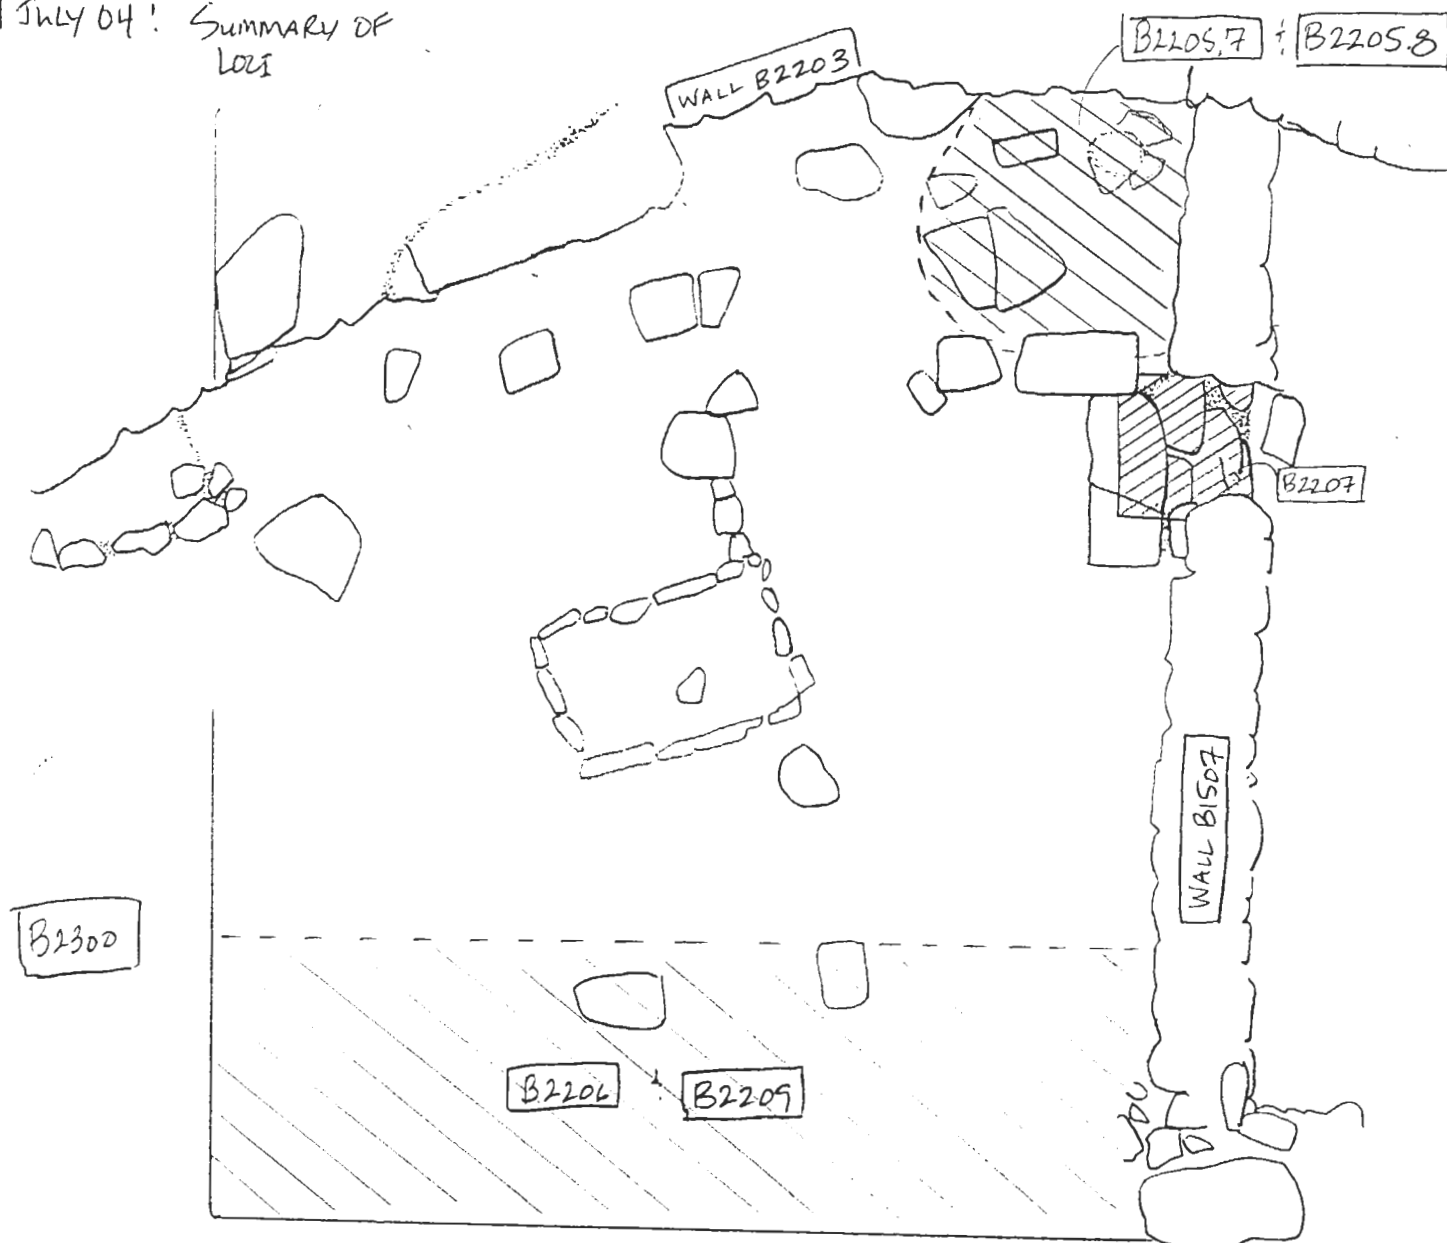 JULY 04 : SUMMARY OF
LOCI
B2205.7 + B2205.8
WALL B2203
B2207
WALL B1507
B2300
B2206 + B2209